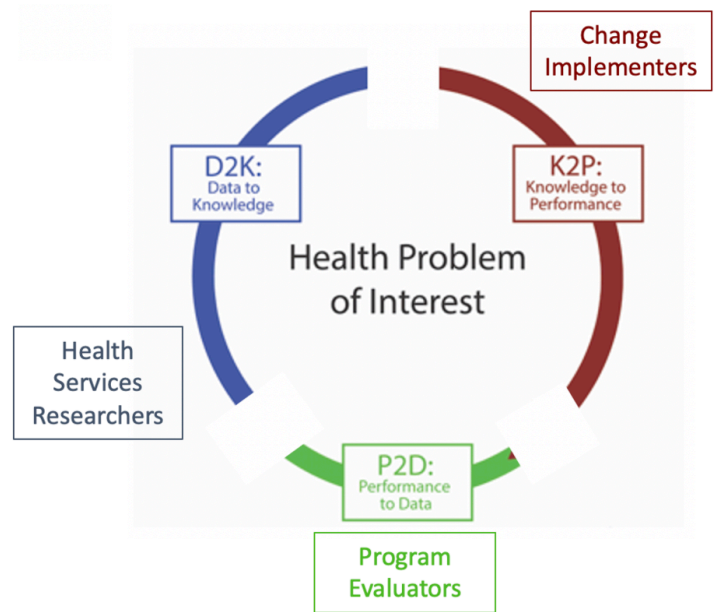 Change
Implementers
D2K:
Data to
Knowledge
K2P:
Knowledge to
Performance
Health Problem
of Interest
Health
Services
Researchers
P2D:
Performance
to Data
Program
Evaluators